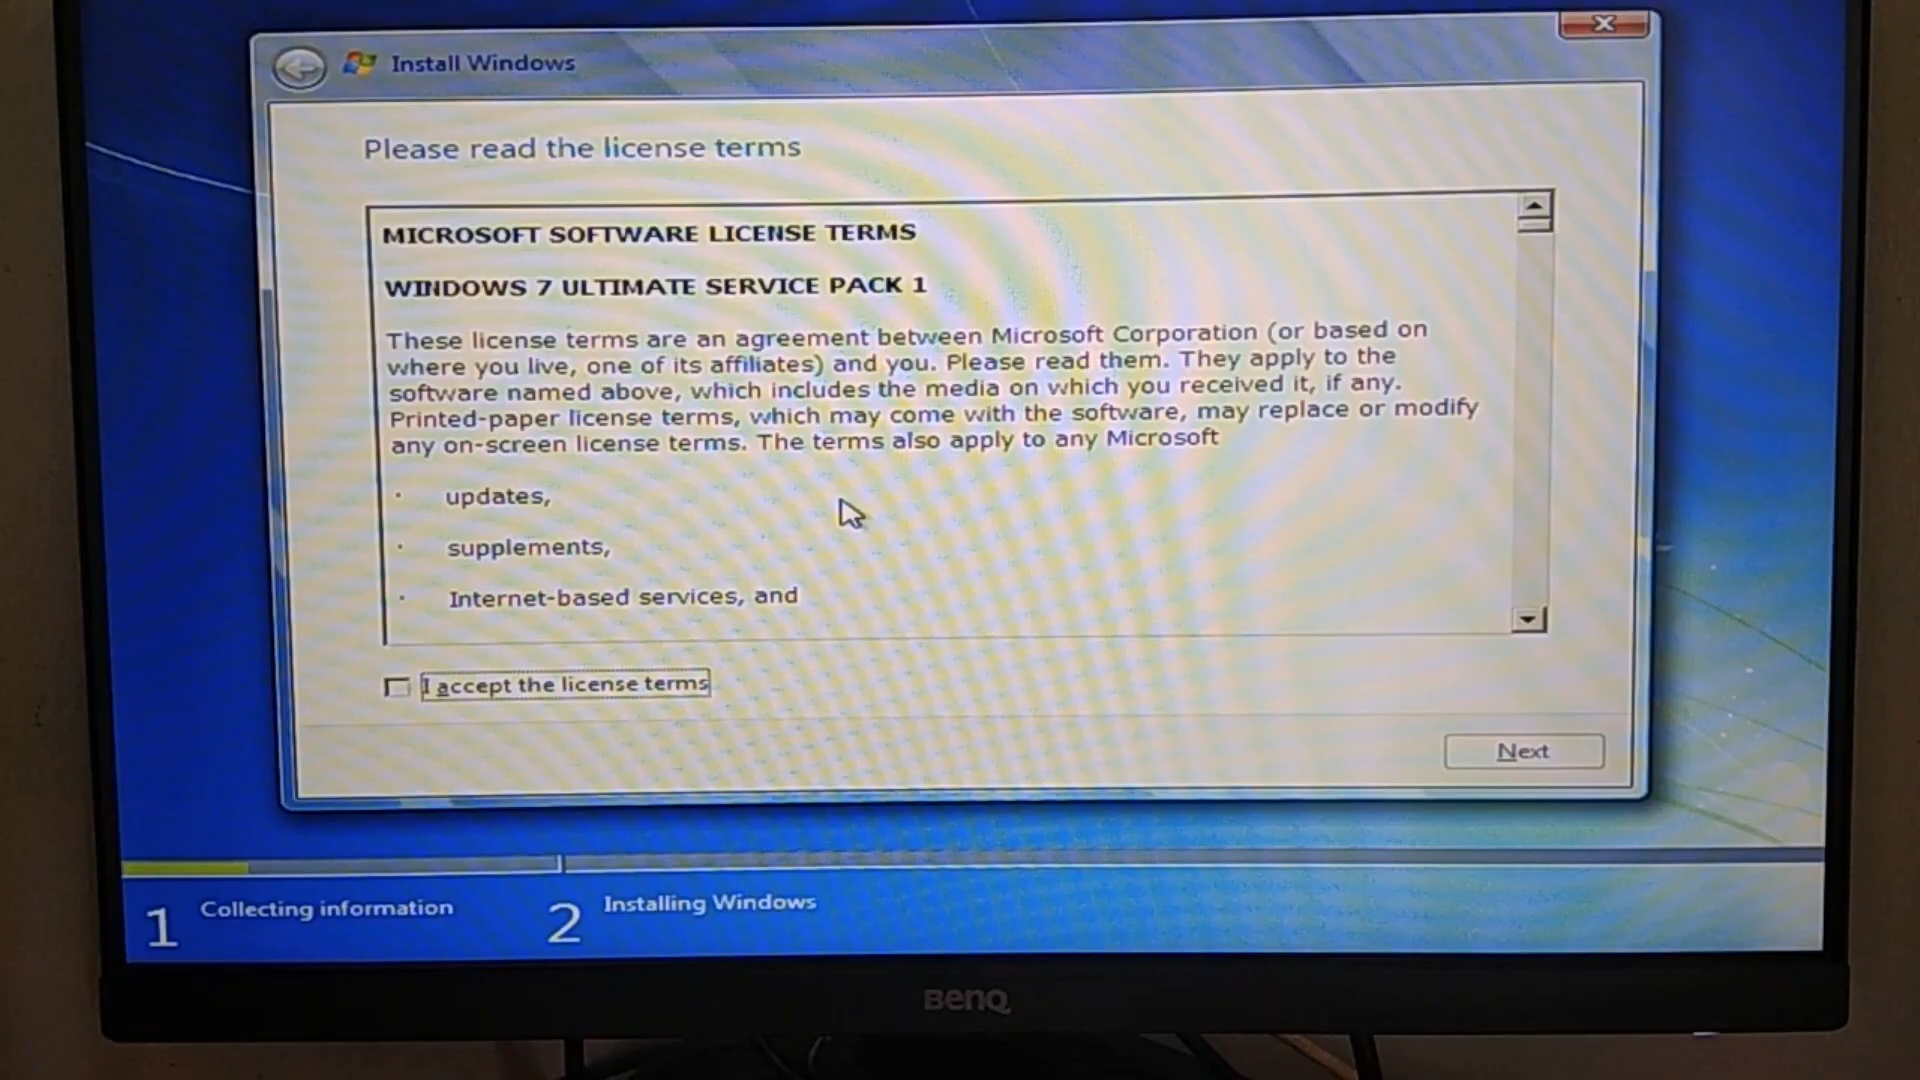 Install Windows
Please read the license terms
MICROSOFT SOFTWARE LICENSE TERMS
WINDOWS 7 ULTIMATE SERVICE PACK 1
These license terms are an agreement between Microsoft Corporation (or based on
where you live, one of its affiliates) and you. Please read them. They apply to the
software named above, which includes the media on which you received it, if any.
Printed-paper license terms, which may come with the software, may replace or modify
any on-screen license terms. The terms also apply to any Microsoft
· updates,
· supplements,
· Internet-based services, and
I accept the license terms
Next
1 Collecting information
2 Installing Windows
BenQ